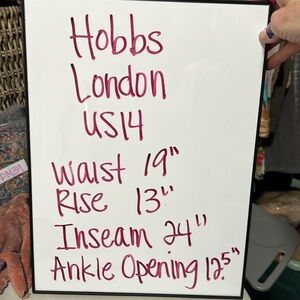 Hobbs
London
US14
Waist 19"
Rise 13"
Inseam 24"
Ankle Opening 12.5"